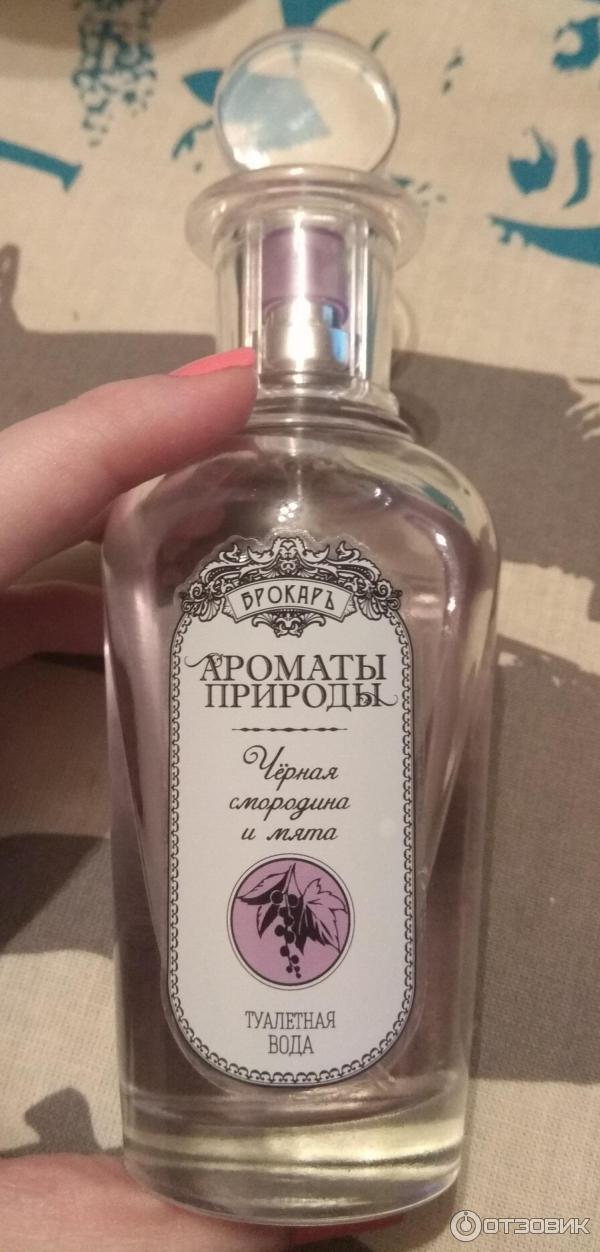 БРОКАРЪ
АРОМАТЫ
ПРИРОДЫ
Чёрная
смородина
и мята
ТУАЛЕТНАЯ
ВОДА
ОТЗОВИК